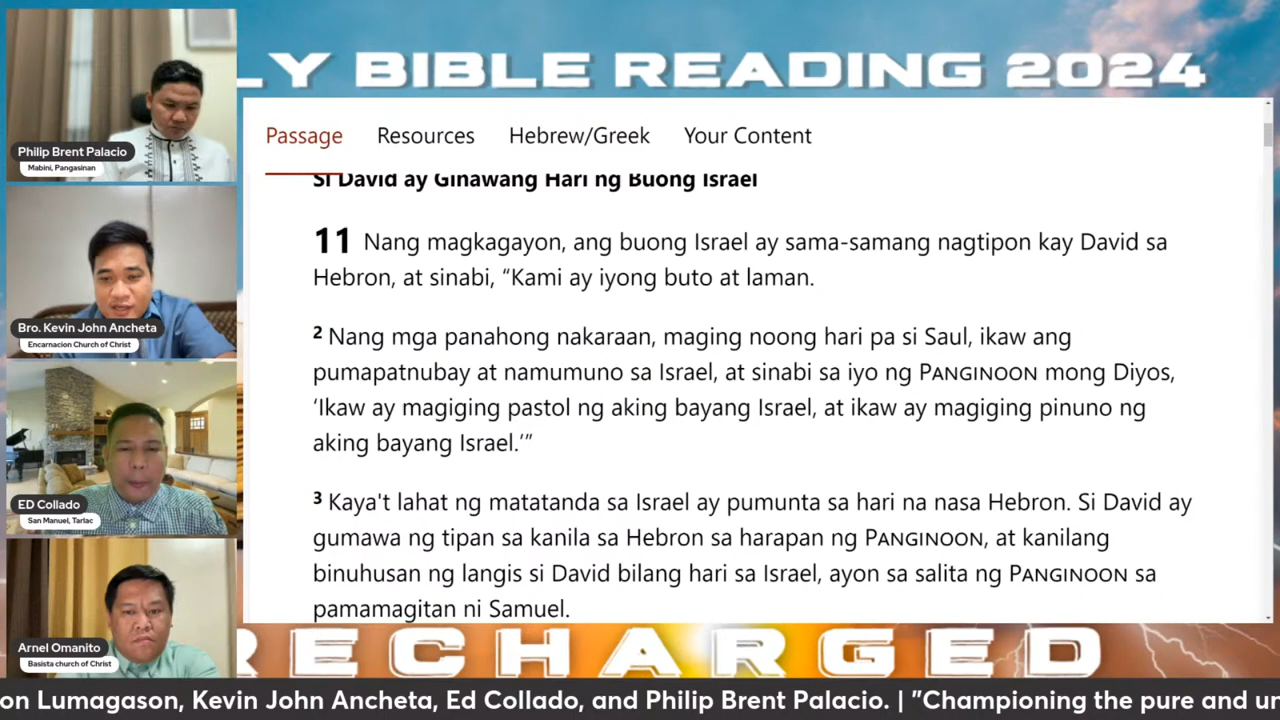 LY BIBLE READING 2024
Philip Brent Palacio
Mabini, Pangasinan
Bro. Kevin John Ancheta
Encarnacion Church of Christ
ED Collado
San Manuel, Tarlac
Arnel Omanito
Basista church of Christ
Passage Resources Hebrew/Greek Your Content
Si David ay Ginawang Hari ng Buong Israel
11 Nang magkagayon, ang buong Israel ay sama-samang nagtipon kay David sa
Hebron, at sinabi, “Kami ay iyong buto at laman.
2 Nang mga panahong nakaraan, maging noong hari pa si Saul, ikaw ang
pumapatnubay at namumuno sa Israel, at sinabi sa iyo ng PANGINOON mong Diyos,
‘Ikaw ay magiging pastol ng aking bayang Israel, at ikaw ay magiging pinuno ng
aking bayang Israel.’”
3 Kaya't lahat ng matatanda sa Israel ay pumunta sa hari na nasa Hebron. Si David ay
gumawa ng tipan sa kanila sa Hebron sa harapan ng PANGINOON, at kanilang
binuhusan ng langis si David bilang hari sa Israel, ayon sa salita ng PANGINOON sa
pamamagitan ni Samuel.
RECHARGED
on Lumagason, Kevin John Ancheta, Ed Collado, and Philip Brent Palacio. | "Championing the pure and un